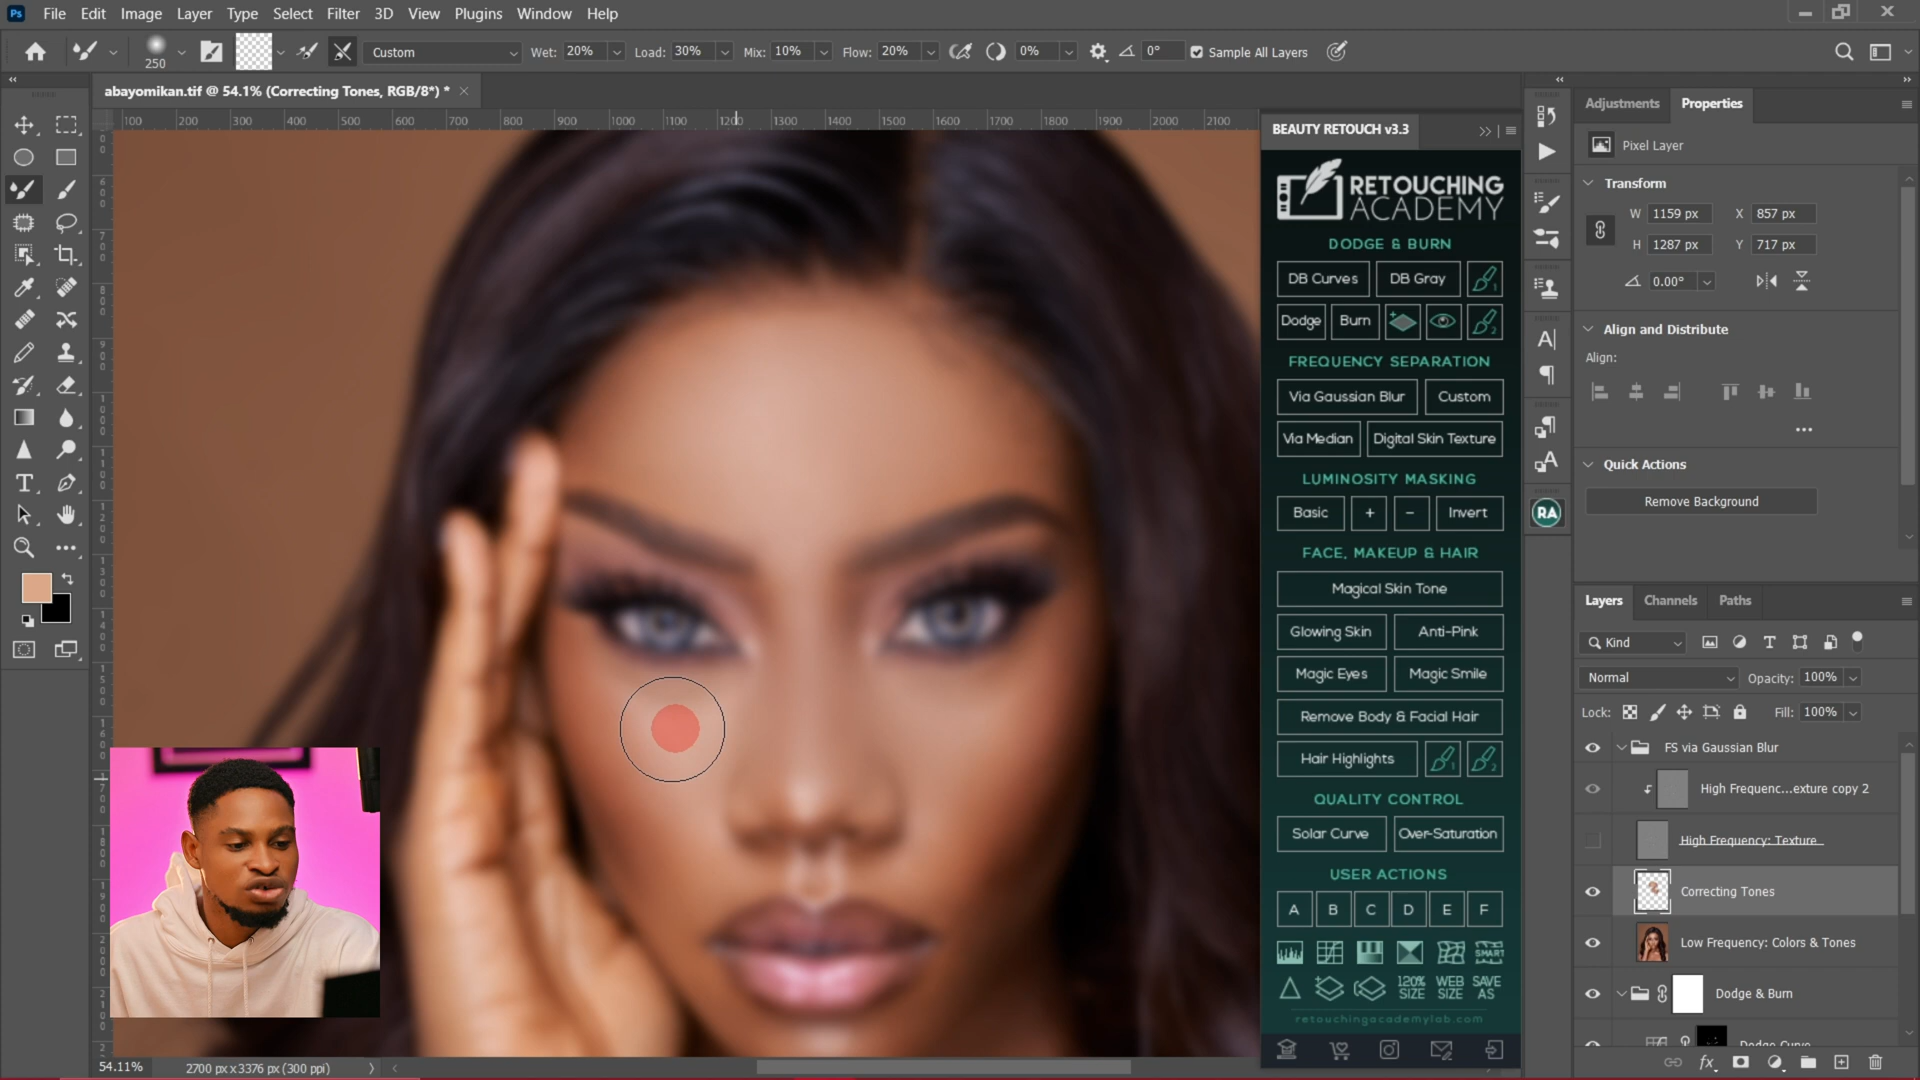 Ps File Edit Image Layer Type Select Filter 3D View Plugins Window Help
250 Custom Wet: 20% Load: 30% Mix: 10% Flow: 20% 0% 0° Sample All Layers
abayomikan.tif @ 54.1% (Correcting Tones, RGB/8*) *
100 200 300 400 500 600 700 800 900 1000 1100 1200 1300 1400 1500 1600 1700 1800 1900 2000 2100
BEAUTY RETOUCH v3.3
RETOUCHING
ACADEMY
DODGE & BURN
DB Curves DB Gray 1
Dodge Burn 2
FREQUENCY SEPARATION
Via Gaussian Blur Custom
Via Median Digital Skin Texture
LUMINOSITY MASKING
Basic + − Invert
FACE, MAKEUP & HAIR
Magical Skin Tone
Glowing Skin Anti-Pink
Magic Eyes Magic Smile
Remove Body & Facial Hair
Hair Highlights 1 2
QUALITY CONTROL
Solar Curve Over-Saturation
USER ACTIONS
A B C D E F
SMART
120% SIZE WEB SIZE SAVE AS
retouchingacademylab.com
RA
Adjustments Properties
Pixel Layer
Transform
W 1159 px X 857 px
H 1287 px Y 717 px
0.00°
Align and Distribute
Align:
Quick Actions
Remove Background
Layers Channels Paths
Kind
Normal Opacity: 100%
Lock: Fill: 100%
FS via Gaussian Blur
High Frequenc...exture copy 2
High Frequency: Texture
Correcting Tones
Low Frequency: Colors & Tones
Dodge & Burn
Dodge Curve
fx
54.11% 2700 px x 3376 px (300 ppi)